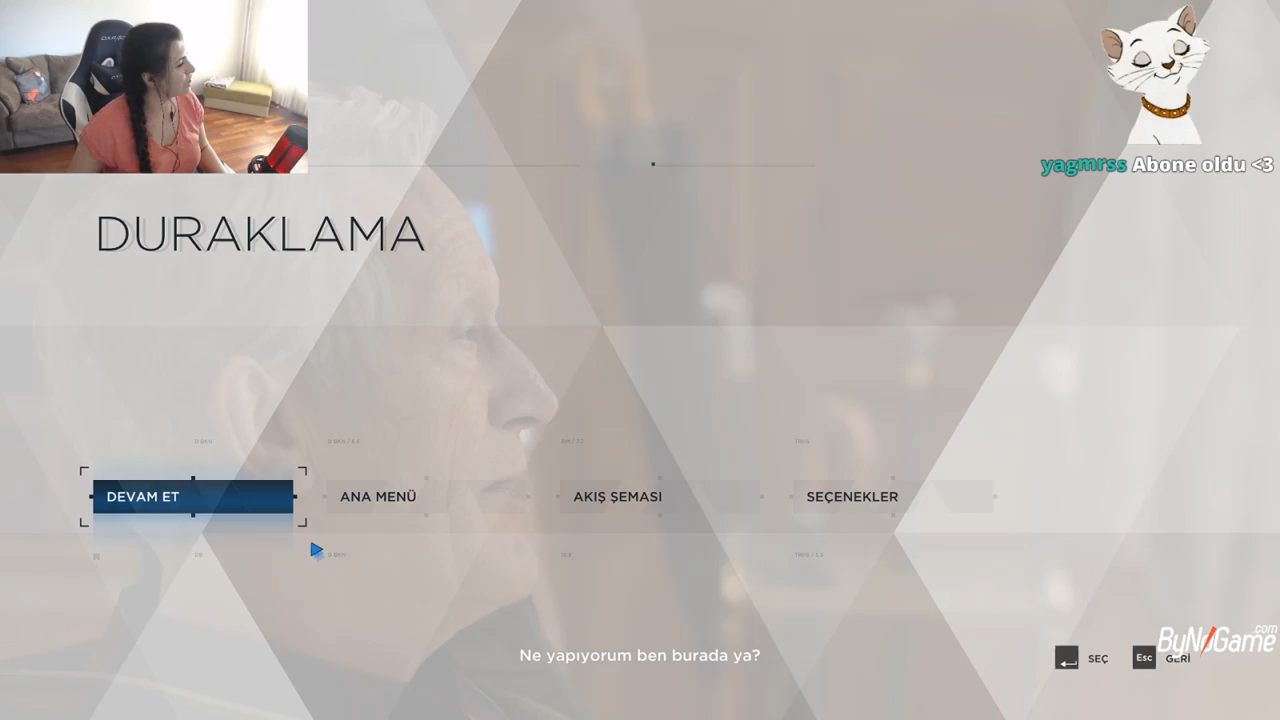 yagmrss Abone oldu <3
DURAKLAMA
DEVAM ET
ANA MENÜ
AKIŞ ŞEMASI
SEÇENEKLER
Ne yapıyorum ben burada ya?
SEÇ
Esc GERİ
ByNoGame.com